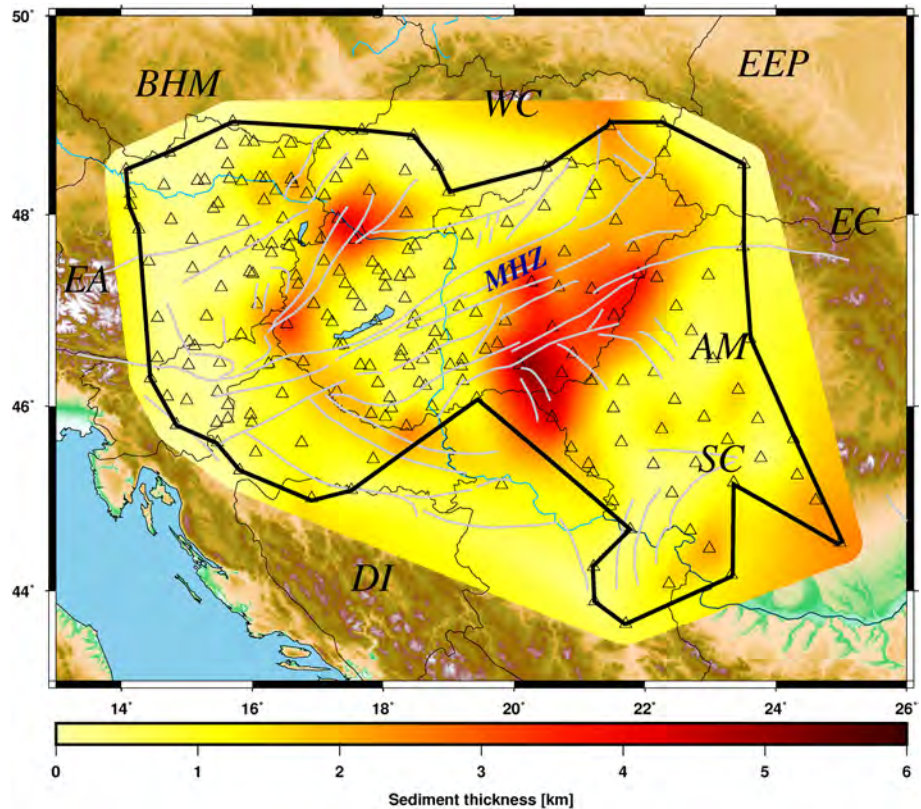 50°
EEP
BHM
WC
48°
EC
MHZ
EA
AM
46°
SC
DI
44°
14° 16° 18° 20° 22° 24° 26°
0 1 2 3 4 5 6
Sediment thickness [km]